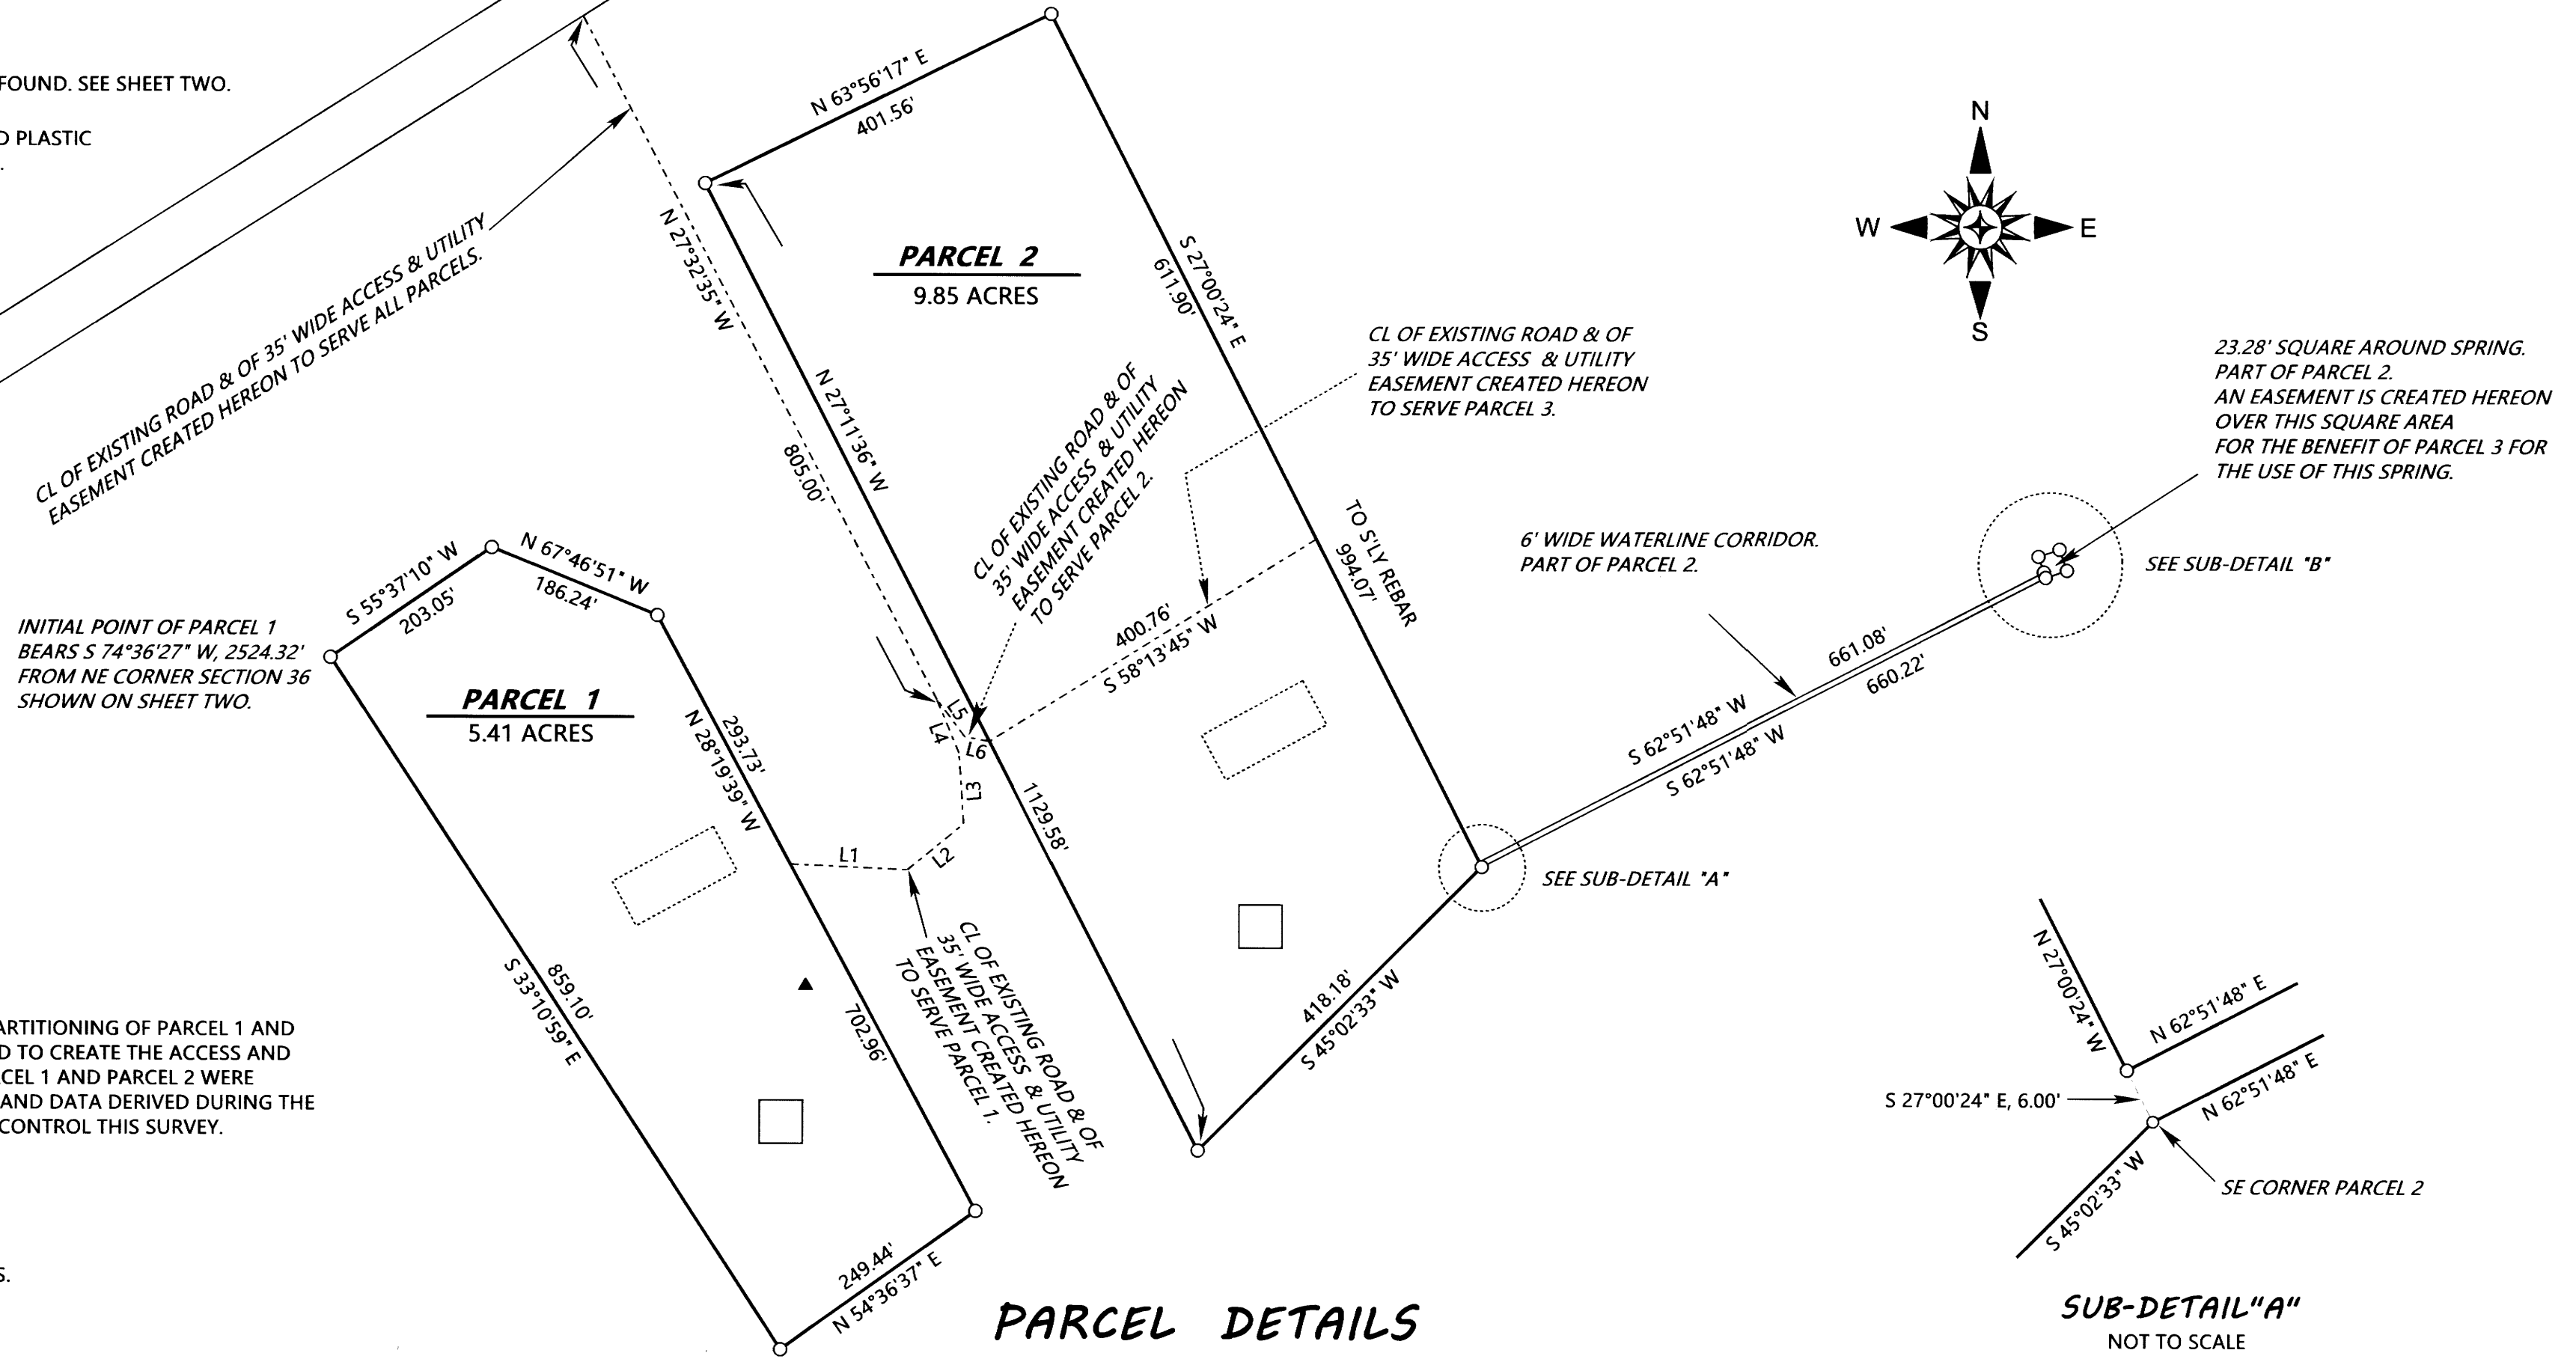 FOUND. SEE SHEET TWO.
PLASTIC
CL OF EXISTING ROAD & OF 35' WIDE ACCESS & UTILITY
EASEMENT CREATED HEREON TO SERVE ALL PARCELS.
N 63°56'17" E
401.56'
N 27°32'35" W
805.00'
PARCEL 2
9.85 ACRES
N 27°11'36" W
1129.58'
S 27°00'24" E
611.90'
TO S'LY REBAR
994.07'
CL OF EXISTING ROAD & OF
35' WIDE ACCESS & UTILITY
EASEMENT CREATED HEREON
TO SERVE PARCEL 2.
CL OF EXISTING ROAD & OF
35' WIDE ACCESS & UTILITY
EASEMENT CREATED HEREON
TO SERVE PARCEL 3.
400.76'
S 58°13'45" W
N
W
E
S
23.28' SQUARE AROUND SPRING.
PART OF PARCEL 2.
AN EASEMENT IS CREATED HEREON
OVER THIS SQUARE AREA
FOR THE BENEFIT OF PARCEL 3 FOR
THE USE OF THIS SPRING.
6' WIDE WATERLINE CORRIDOR.
PART OF PARCEL 2.
SEE SUB-DETAIL "B"
661.08'
660.22'
S 62°51'48" W
S 62°51'48" W
SEE SUB-DETAIL "A"
418.18'
S 45°02'33" W
INITIAL POINT OF PARCEL 1
BEARS S 74°36'27" W, 2524.32'
FROM NE CORNER SECTION 36
SHOWN ON SHEET TWO.
S 55°37'10" W
203.05'
N 67°46'51" W
186.24'
PARCEL 1
5.41 ACRES
293.73'
N 28°19'39" W
702.96'
859.10'
S 33°10'59" E
249.44'
N 54°36'37" E
L1
L2
L3
L4
L5
L6
CL OF EXISTING ROAD & OF
35' WIDE ACCESS & UTILITY
EASEMENT CREATED HEREON
TO SERVE PARCEL 1.
ARTITIONING OF PARCEL 1 AND
D TO CREATE THE ACCESS AND
CEL 1 AND PARCEL 2 WERE
AND DATA DERIVED DURING THE
CONTROL THIS SURVEY.
S.
PARCEL DETAILS
N 27°00'24" W
N 62°51'48" E
N 62°51'48" E
S 27°00'24" E, 6.00'
S 45°02'33" W
SE CORNER PARCEL 2
SUB-DETAIL"A"
NOT TO SCALE